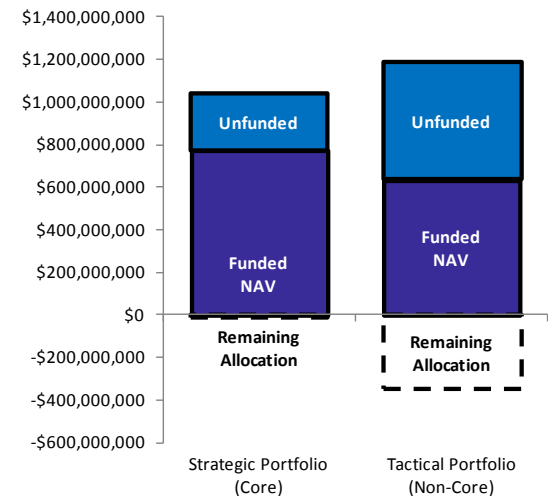 $1,400,000,000
$1,200,000,000
$1,000,000,000
$800,000,000
$600,000,000
$400,000,000
$200,000,000
$0
-$200,000,000
-$400,000,000
-$600,000,000
Unfunded
Funded
NAV
Remaining
Allocation
Unfunded
Funded
NAV
Remaining
Allocation
Strategic Portfolio
(Core)
Tactical Portfolio
(Non-Core)